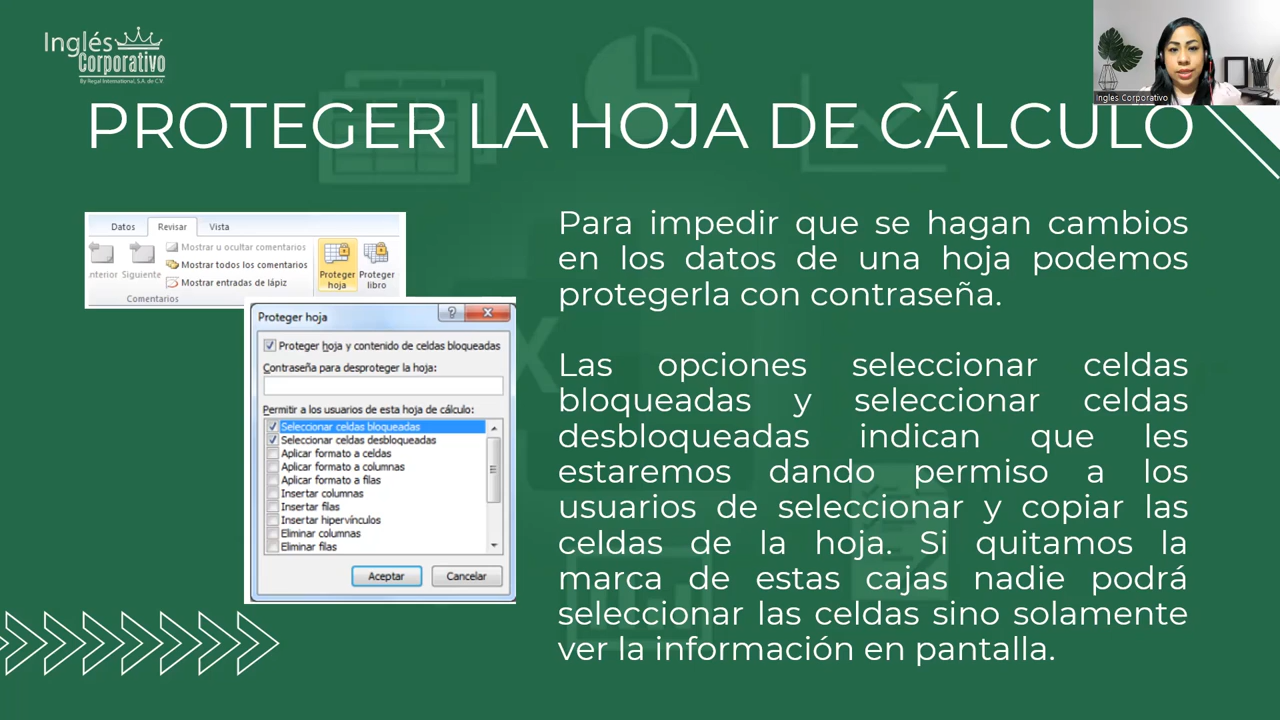 Inglés
Corporativo
By Regal International, S.A. de C.V.
Ingles Corporativo
PROTEGER LA HOJA DE CÁLCULO
Datos Revisar Vista
Mostrar u ocultar comentarios
Mostrar todos los comentarios
Mostrar entradas de lápiz
nterior Siguiente
Comentarios
Proteger hoja
Proteger libro
Proteger hoja
Proteger hoja y contenido de celdas bloqueadas
Contraseña para desproteger la hoja:
Permitir a los usuarios de esta hoja de cálculo:
Seleccionar celdas bloqueadas
Seleccionar celdas desbloqueadas
Aplicar formato a celdas
Aplicar formato a columnas
Aplicar formato a filas
Insertar columnas
Insertar filas
Insertar hipervínculos
Eliminar columnas
Eliminar filas
Aceptar Cancelar
Para impedir que se hagan cambios
en los datos de una hoja podemos
protegerla con contraseña.
Las opciones seleccionar celdas
bloqueadas y seleccionar celdas
desbloqueadas indican que les
estaremos dando permiso a los
usuarios de seleccionar y copiar las
celdas de la hoja. Si quitamos la
marca de estas cajas nadie podrá
seleccionar las celdas sino solamente
ver la información en pantalla.